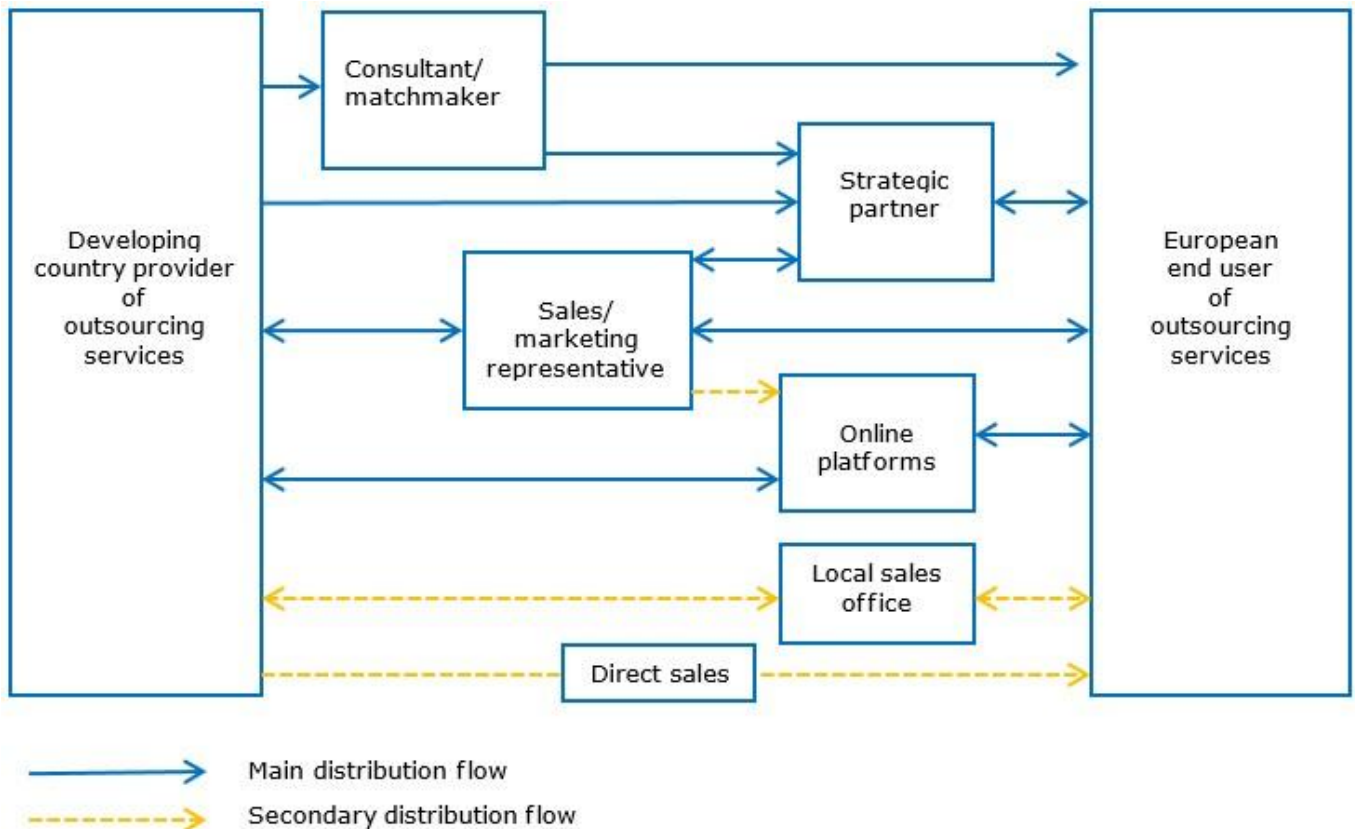 Consultant/
matchmaker
Strategic
partner
Developing
country provider
of
outsourcing
services
European
end user
of
outsourcing
services
Sales/
marketing
representative
Online
platforms
Local sales
office
Direct sales
Main distribution flow
Secondary distribution flow